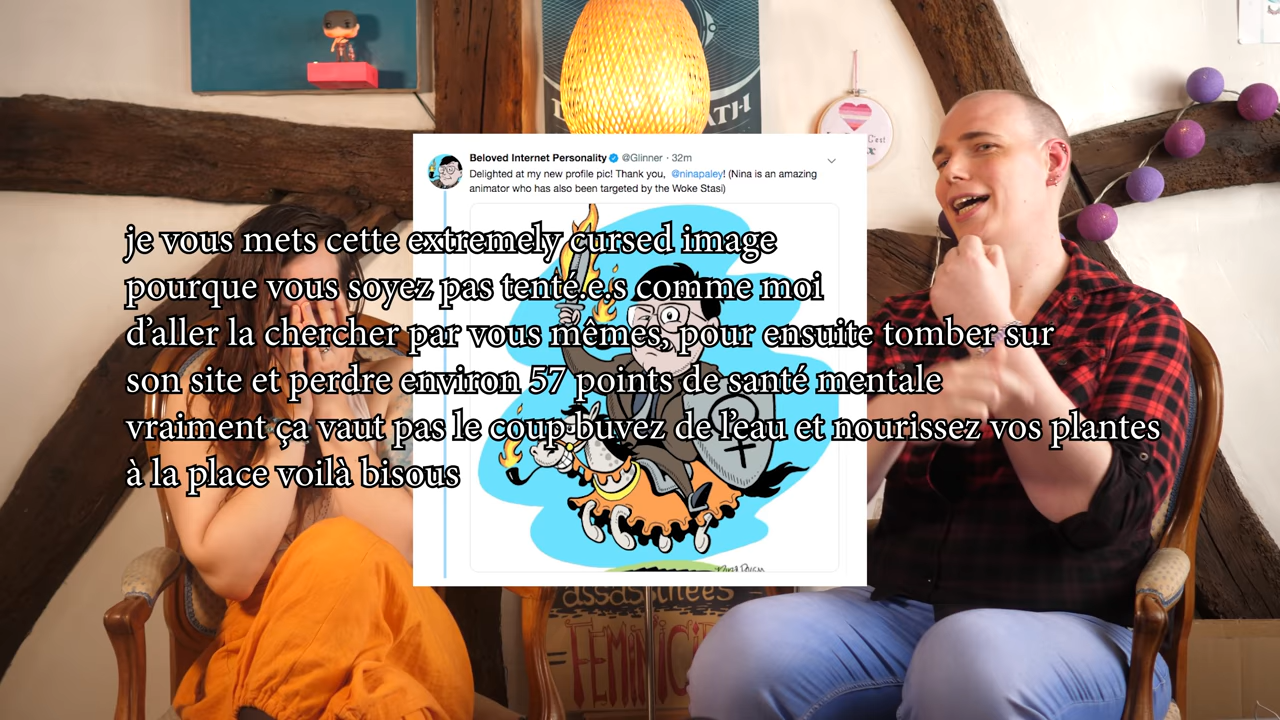 ATH
C'est
x
Beloved Internet Personality @Glinner · 32m
Delighted at my new profile pic! Thank you, @ninapaley! (Nina is an amazing
animator who has also been targeted by the Woke Stasi)
je vous mets cette extremely cursed image
pourque vous soyez pas tenté.e.s comme moi
d'aller la chercher par vous mêmes, pour ensuite tomber sur
son site et perdre environ 57 points de santé mentale
vraiment ça vaut pas le coup buvez de l'eau et nourissez vos plantes
à la place voilà bisous
assassinées
= FEMINICI